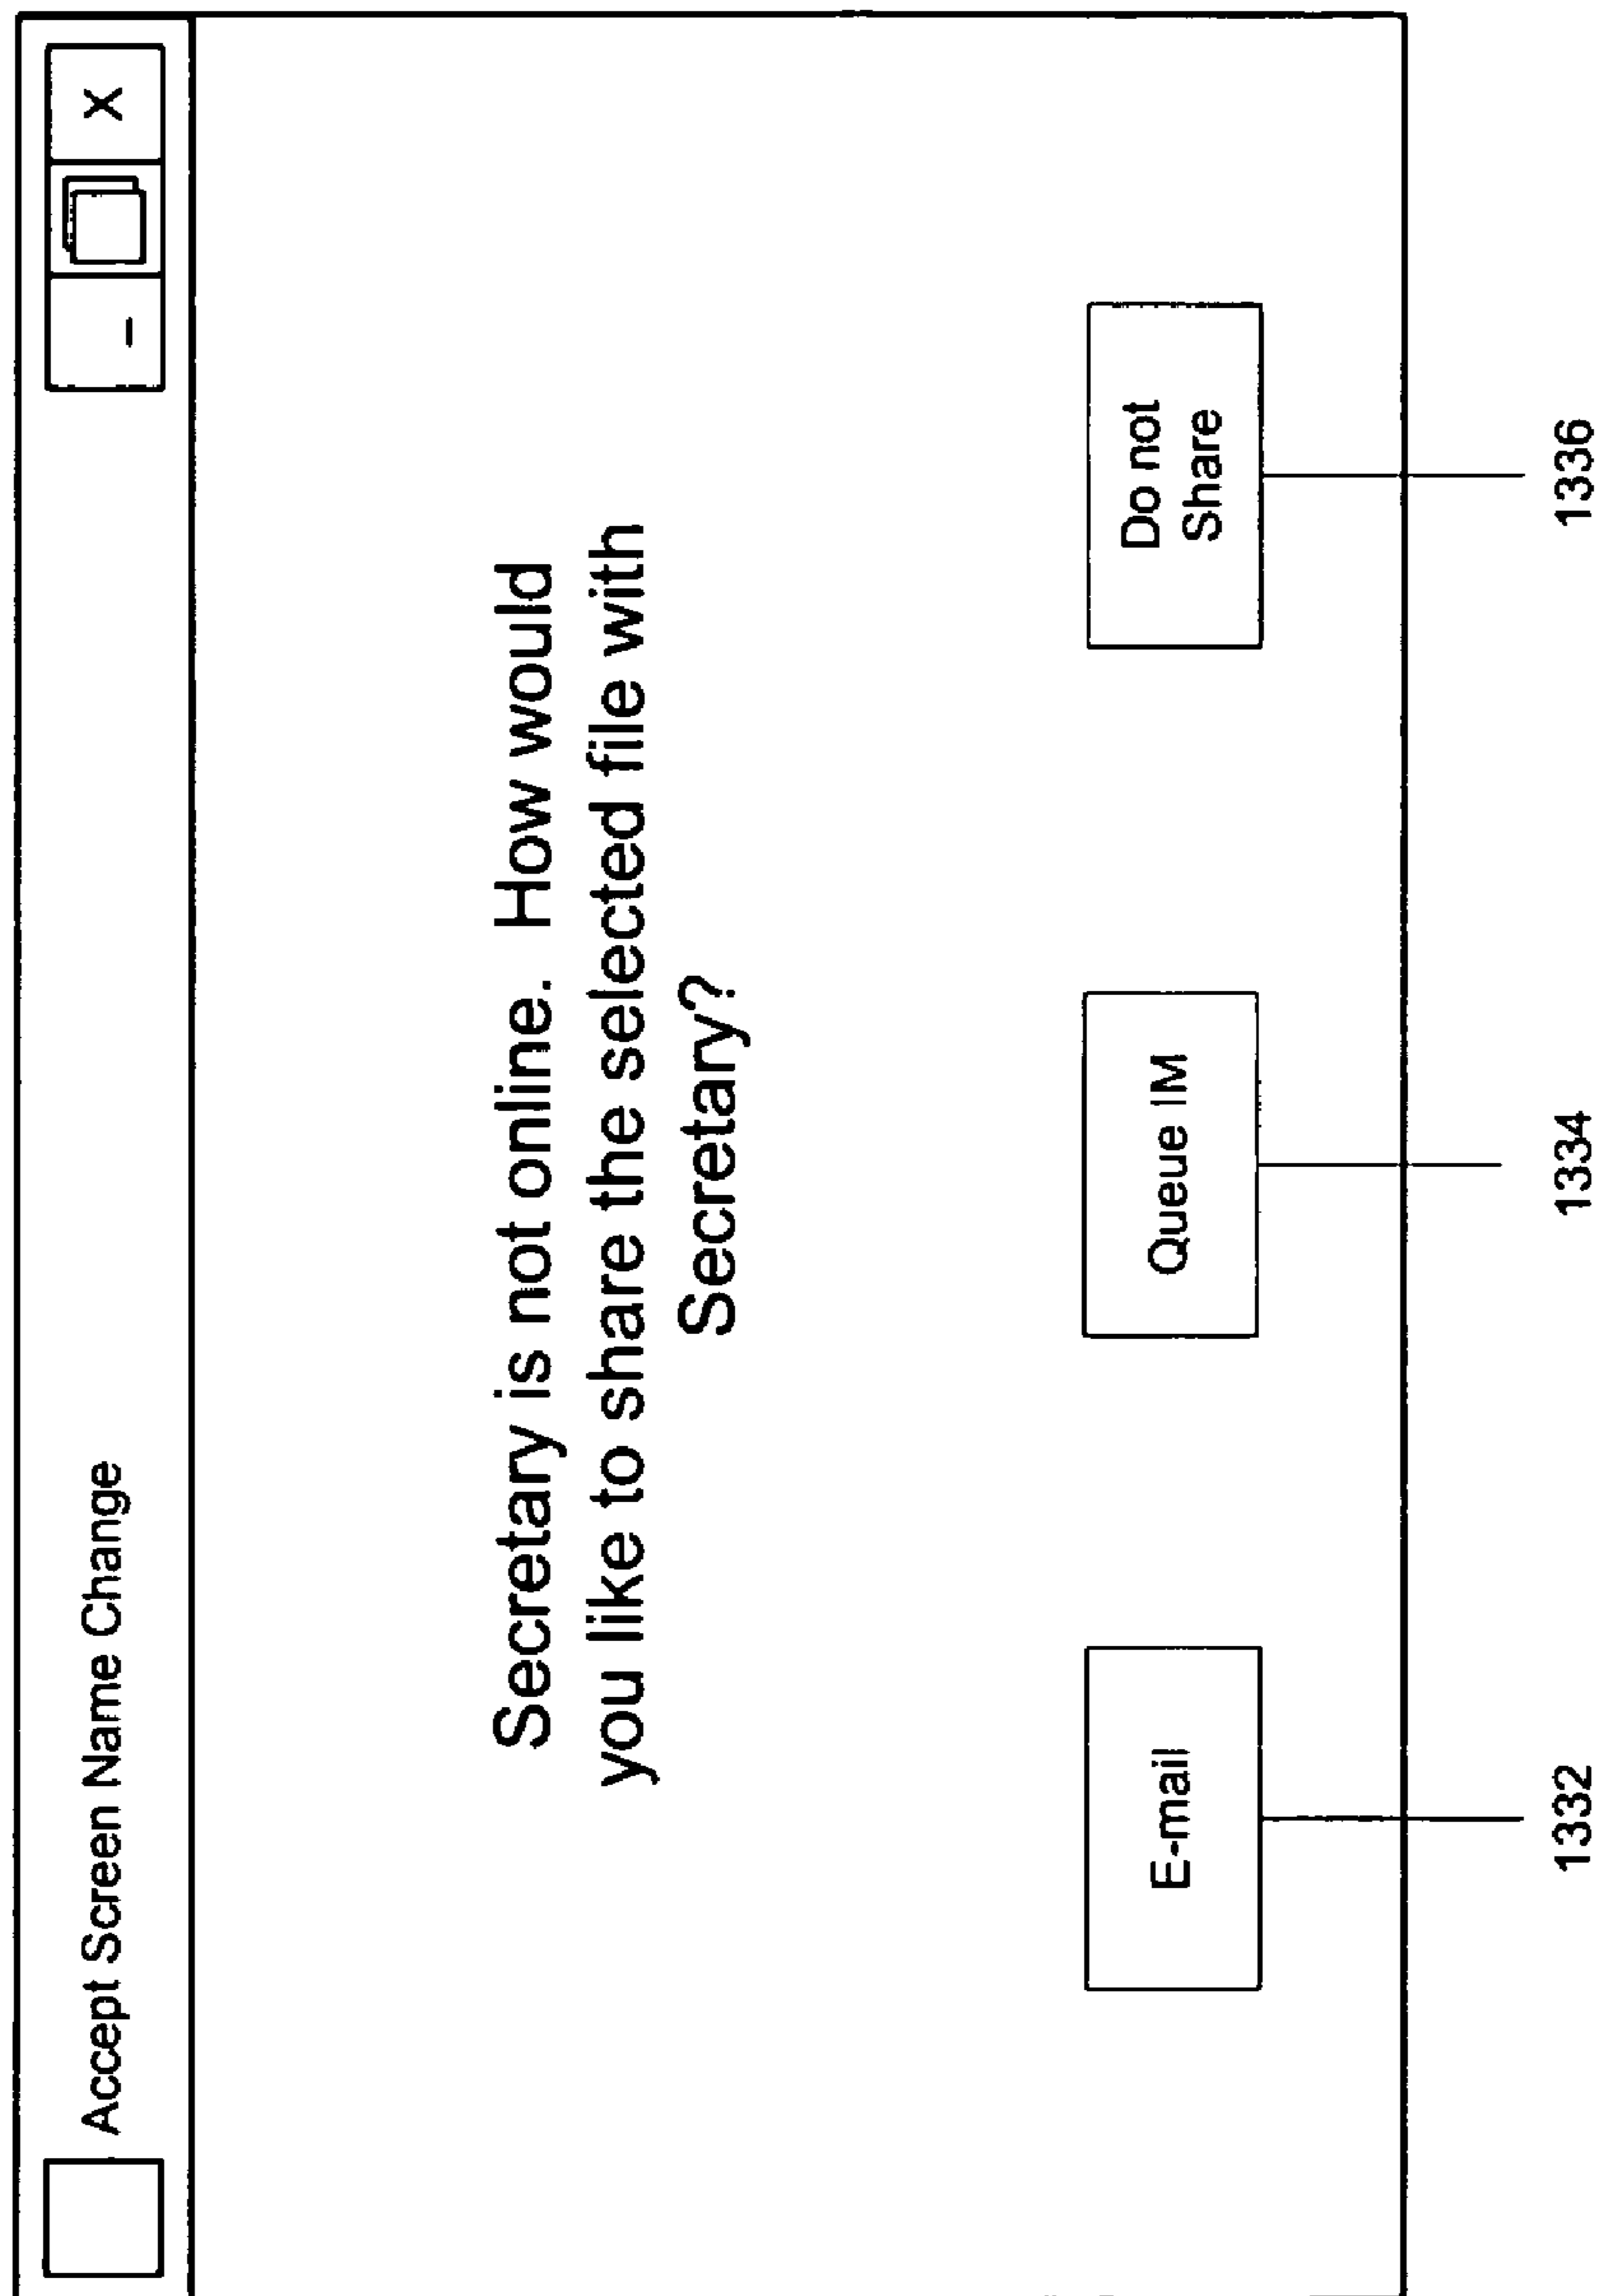 Accept Screen Name Change
- X
Secretary is not online. How would
you like to share the selected file with
Secretary?
E-mail
Queue IM
Do not
Share
1332
1334
1336